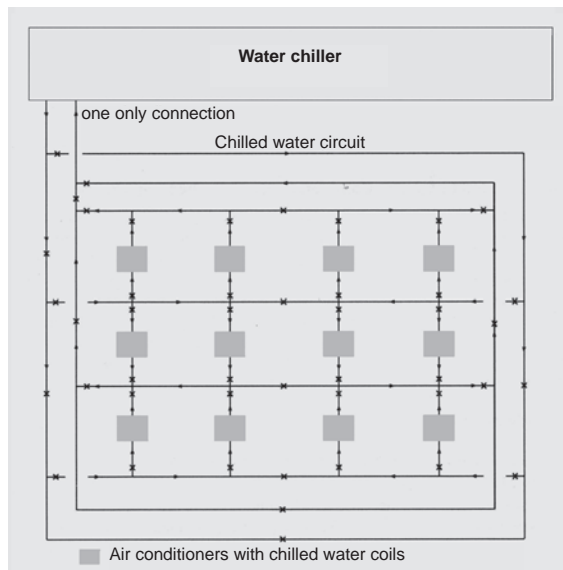 Water chiller
one only connection
Chilled water circuit
Air conditioners with chilled water coils